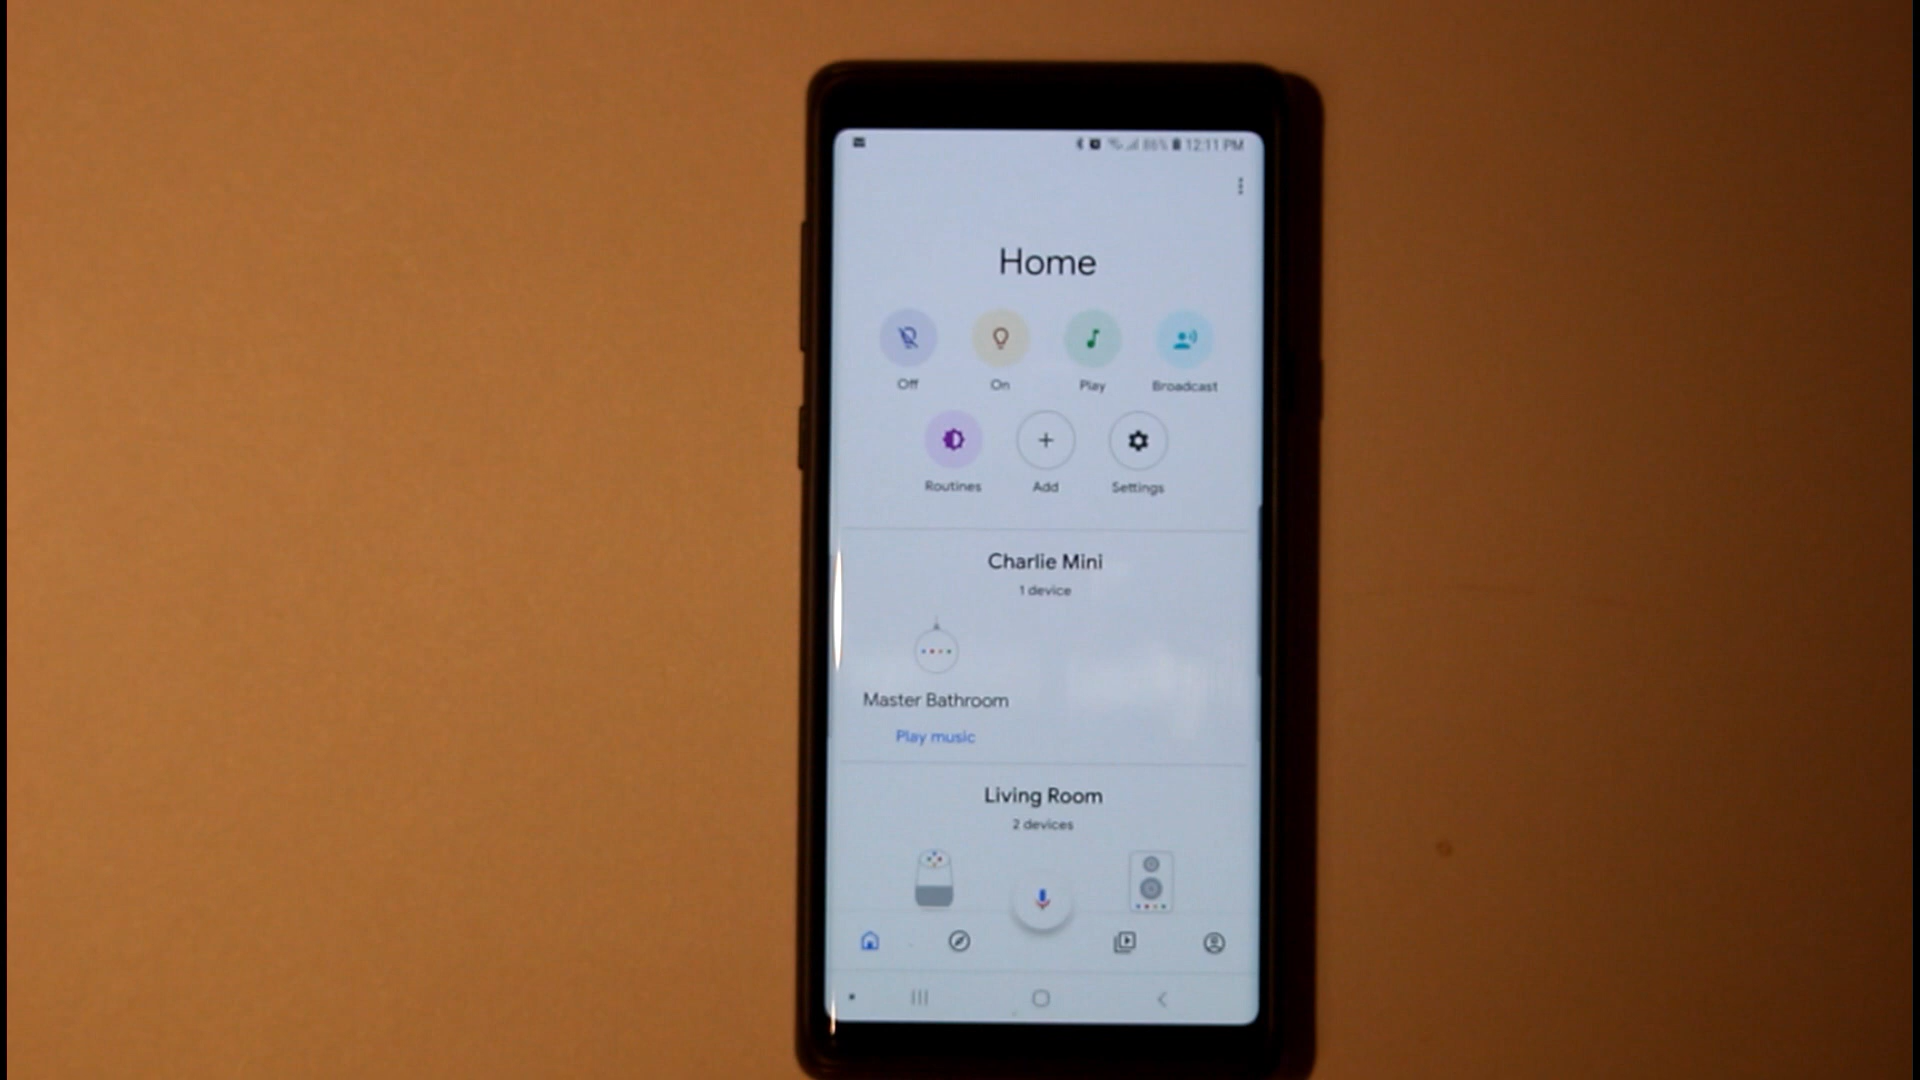 86% 12:11 PM
Home
Off On Play Broadcast
Routines Add Settings
Charlie Mini
1 device
Master Bathroom
Play music
Living Room
2 devices